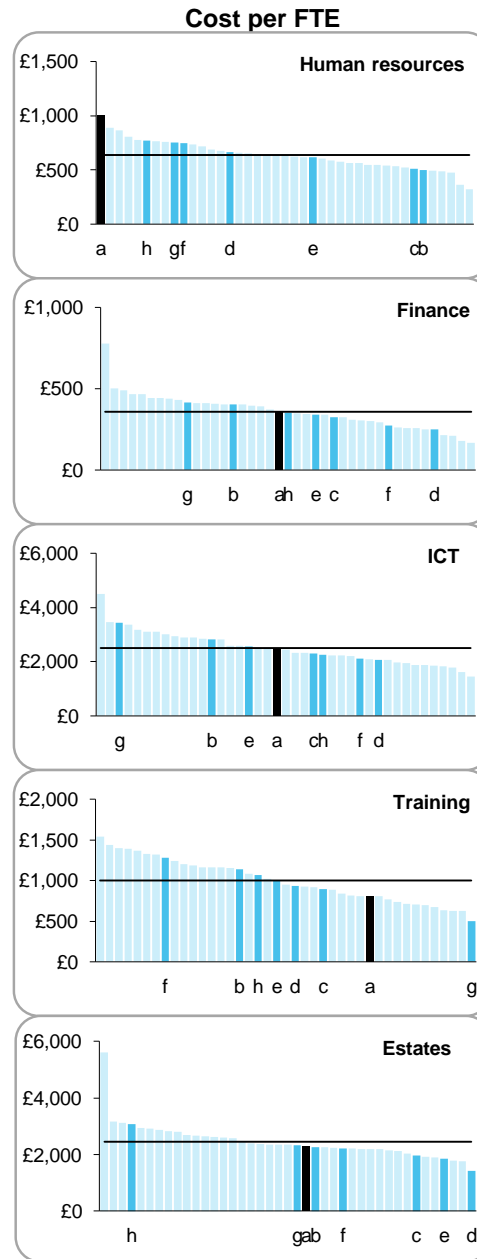 Cost per FTE
Human resources
£1,500
£1,000
£500
£0
a h gf d e cb
Finance
£1,000
£500
£0
g b ah e c f d
ICT
£6,000
£4,000
£2,000
£0
g b e a ch f d
Training
£2,000
£1,500
£1,000
£500
£0
f b h e d c a g
Estates
£6,000
£4,000
£2,000
£0
h gab f c e d